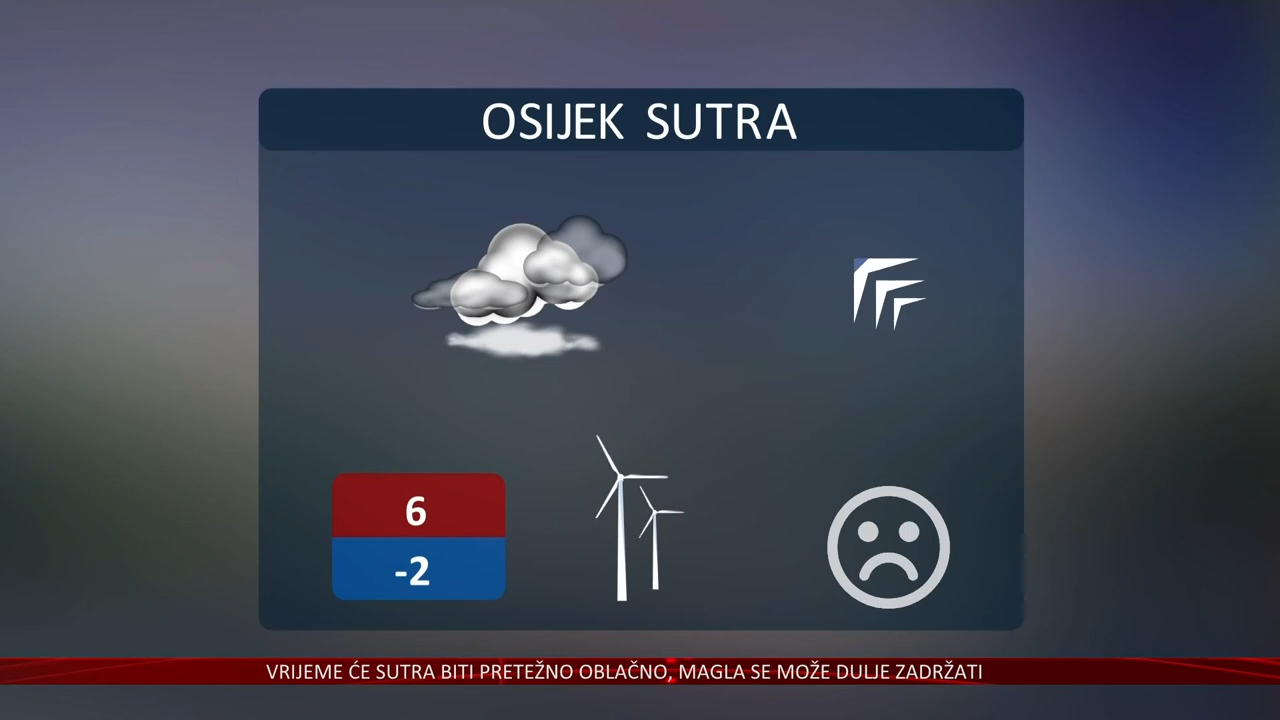 OSIJEK SUTRA
6
-2
VRIJEME ĆE SUTRA BITI PRETEŽNO OBLAČNO, MAGLA SE MOŽE DULJE ZADRŽATI